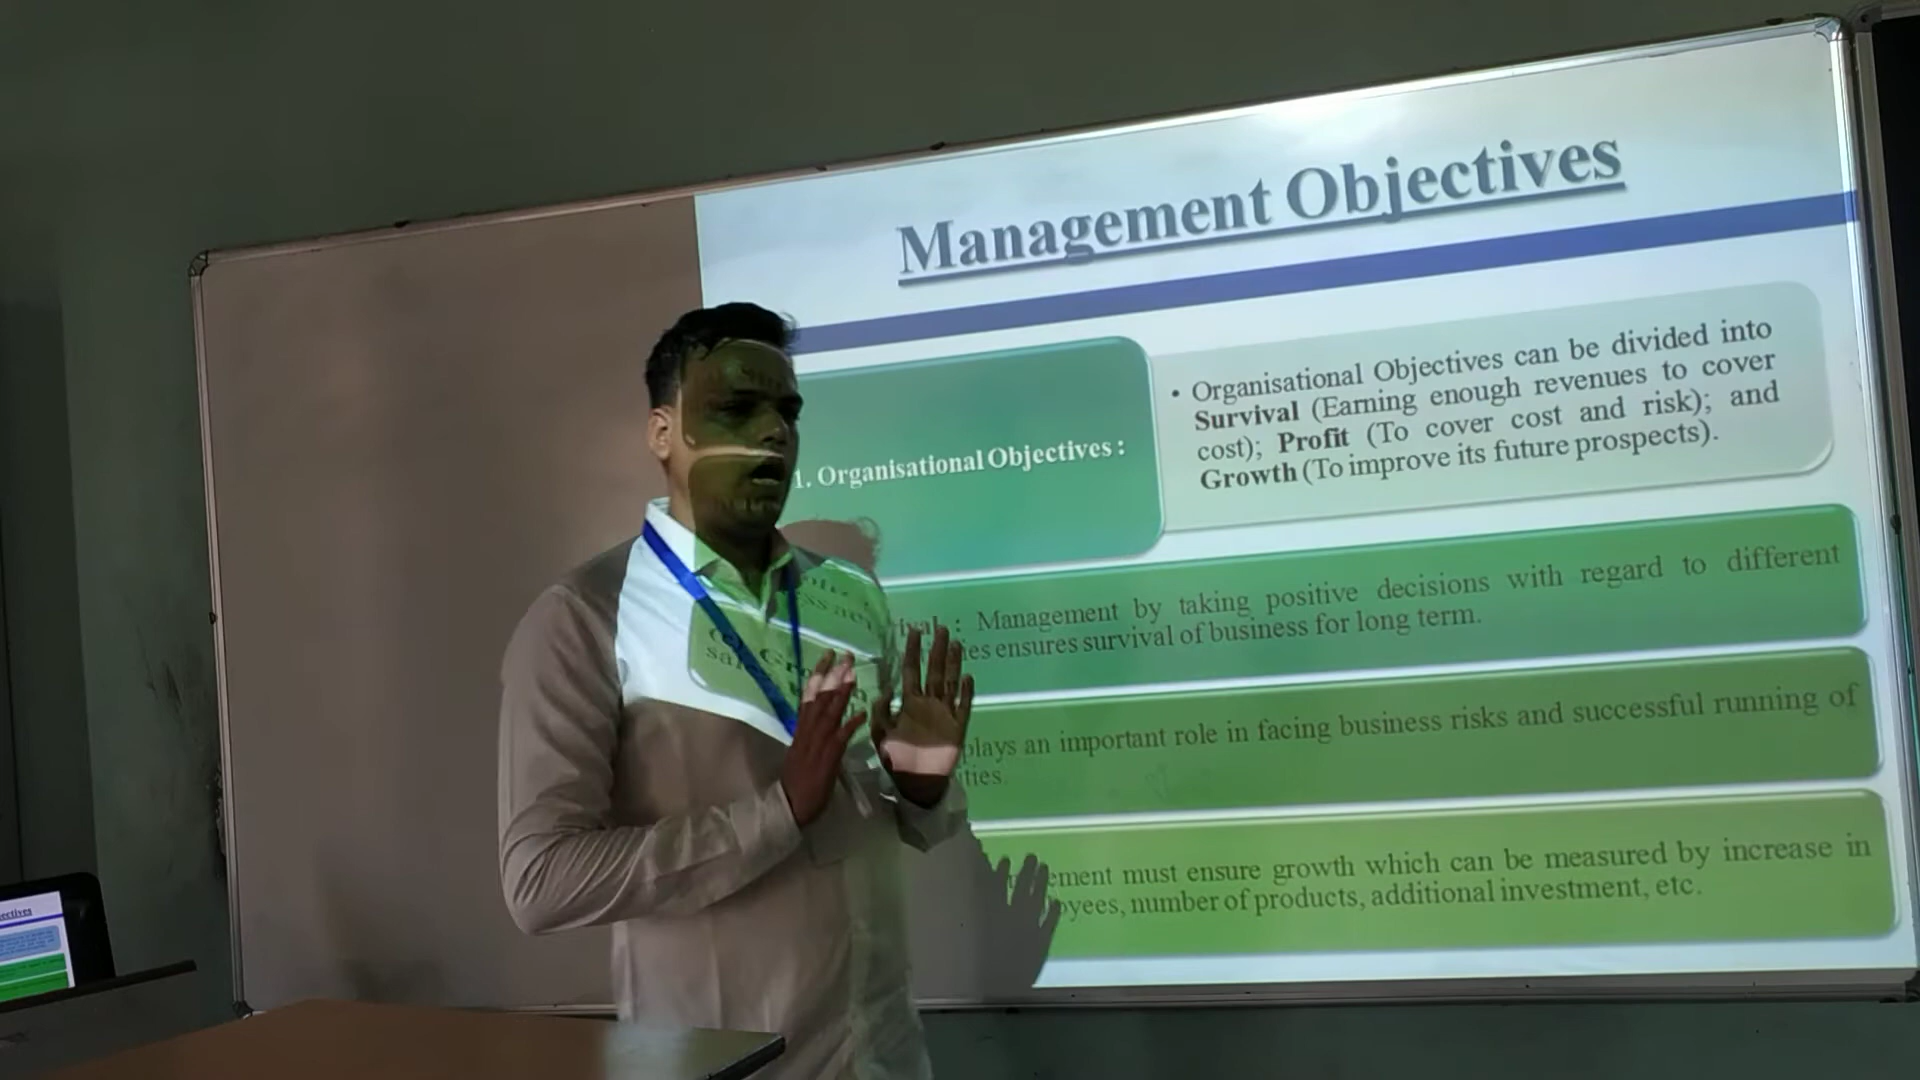 Management Objectives
1. Organisational Objectives :
• Organisational Objectives can be divided into
Survival (Earning enough revenues to cover
cost); Profit (To cover cost and risk); and
Growth (To improve its future prospects).
: Management by taking positive decisions with regard to different
ensures survival of business for long term.
plays an important role in facing business risks and successful running of
must ensure growth which can be measured by increase in
number of products, additional investment, etc.